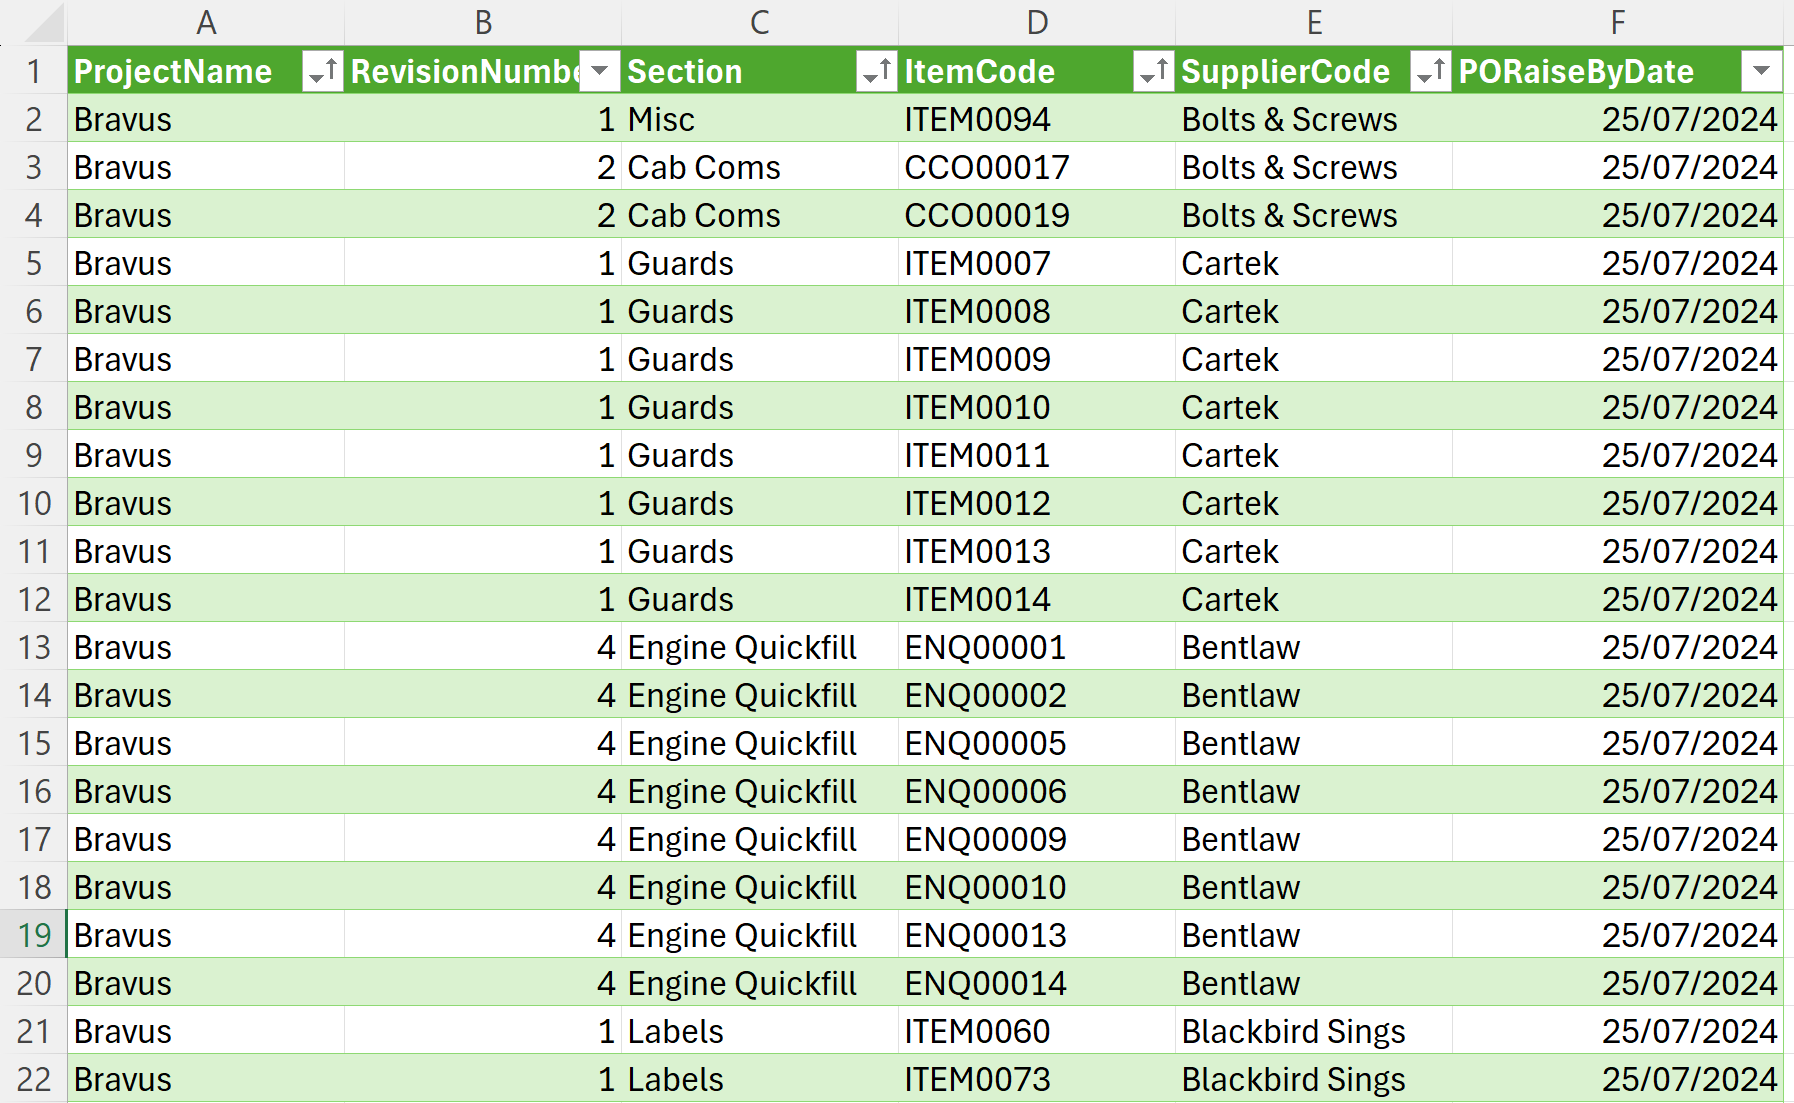 A B C D E F
1 ProjectName RevisionNumbe Section ItemCode SupplierCode PORaiseByDate
2 Bravus 1 Misc ITEM0094 Bolts & Screws 25/07/2024
3 Bravus 2 Cab Coms CCO00017 Bolts & Screws 25/07/2024
4 Bravus 2 Cab Coms CCO00019 Bolts & Screws 25/07/2024
5 Bravus 1 Guards ITEM0007 Cartek 25/07/2024
6 Bravus 1 Guards ITEM0008 Cartek 25/07/2024
7 Bravus 1 Guards ITEM0009 Cartek 25/07/2024
8 Bravus 1 Guards ITEM0010 Cartek 25/07/2024
9 Bravus 1 Guards ITEM0011 Cartek 25/07/2024
10 Bravus 1 Guards ITEM0012 Cartek 25/07/2024
11 Bravus 1 Guards ITEM0013 Cartek 25/07/2024
12 Bravus 1 Guards ITEM0014 Cartek 25/07/2024
13 Bravus 4 Engine Quickfill ENQ00001 Bentlaw 25/07/2024
14 Bravus 4 Engine Quickfill ENQ00002 Bentlaw 25/07/2024
15 Bravus 4 Engine Quickfill ENQ00005 Bentlaw 25/07/2024
16 Bravus 4 Engine Quickfill ENQ00006 Bentlaw 25/07/2024
17 Bravus 4 Engine Quickfill ENQ00009 Bentlaw 25/07/2024
18 Bravus 4 Engine Quickfill ENQ00010 Bentlaw 25/07/2024
19 Bravus 4 Engine Quickfill ENQ00013 Bentlaw 25/07/2024
20 Bravus 4 Engine Quickfill ENQ00014 Bentlaw 25/07/2024
21 Bravus 1 Labels ITEM0060 Blackbird Sings 25/07/2024
22 Bravus 1 Labels ITEM0073 Blackbird Sings 25/07/2024